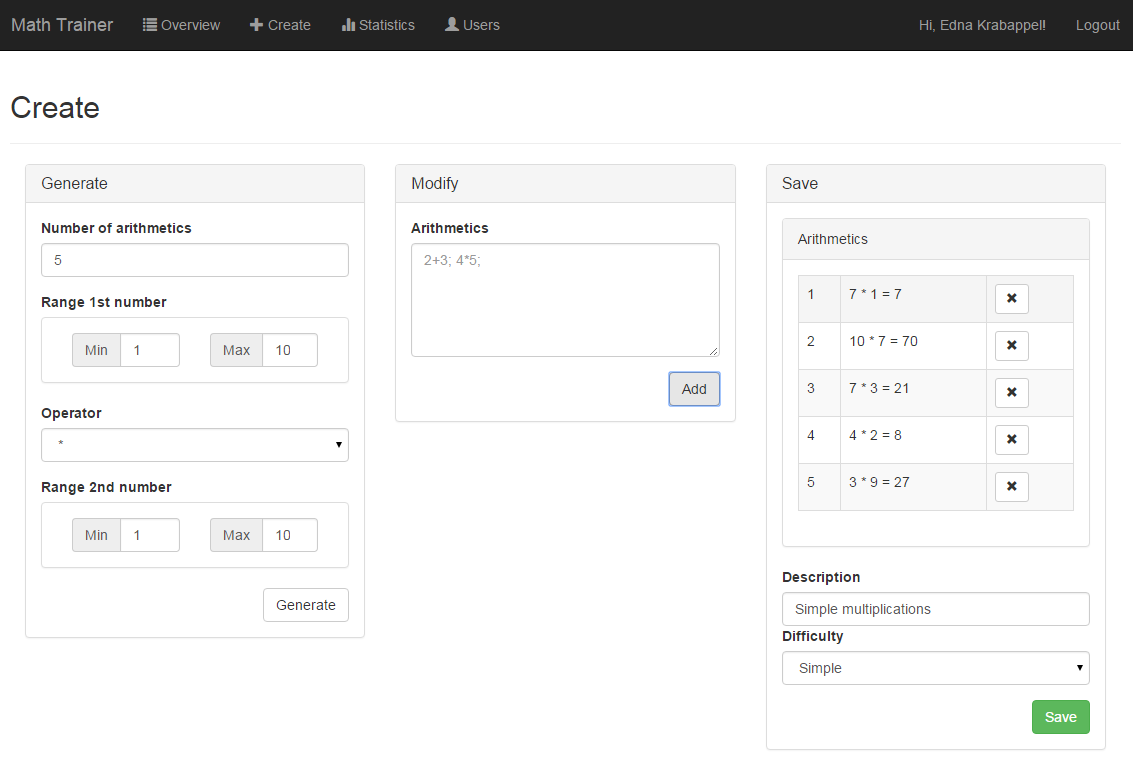 Math Trainer Overview Create Statistics Users Hi, Edna Krabappel! Logout
Create
Generate
Number of arithmetics
5
Range 1st number
Min 1 Max 10
Operator
*
Range 2nd number
Min 1 Max 10
Generate
Modify
Arithmetics
2+3; 4*5;
Add
Save
Arithmetics
1 7 * 1 = 7
2 10 * 7 = 70
3 7 * 3 = 21
4 4 * 2 = 8
5 3 * 9 = 27
Description
Simple multiplications
Difficulty
Simple
Save